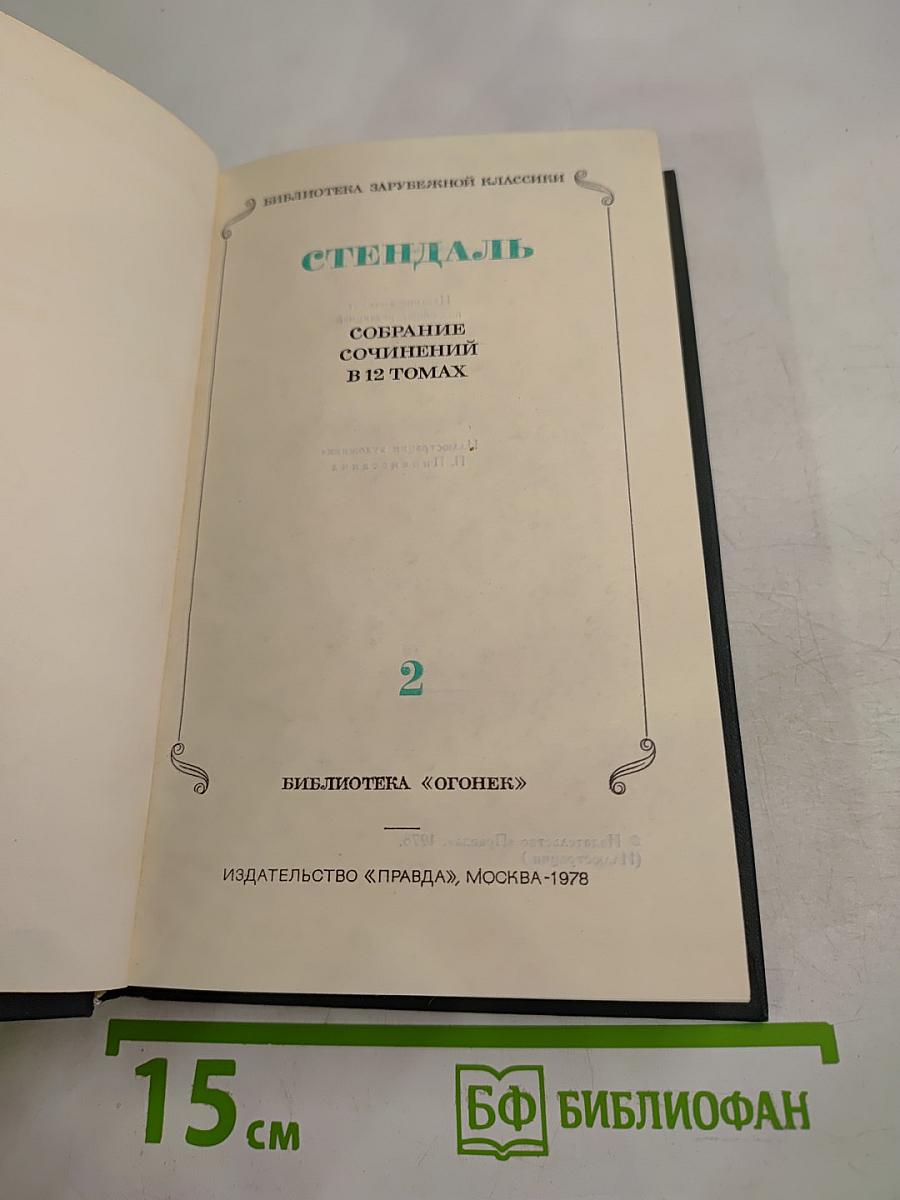 БИБЛИОТЕКА ЗАРУБЕЖНОЙ КЛАССИКИ
СТЕНДАЛЬ
СОБРАНИЕ
СОЧИНЕНИЙ
В 12 ТОМАХ
2
БИБЛИОТЕКА «ОГОНЕК»
ИЗДАТЕЛЬСТВО «ПРАВДА», МОСКВА-1978
15 см
БФ БИБЛИОФАН